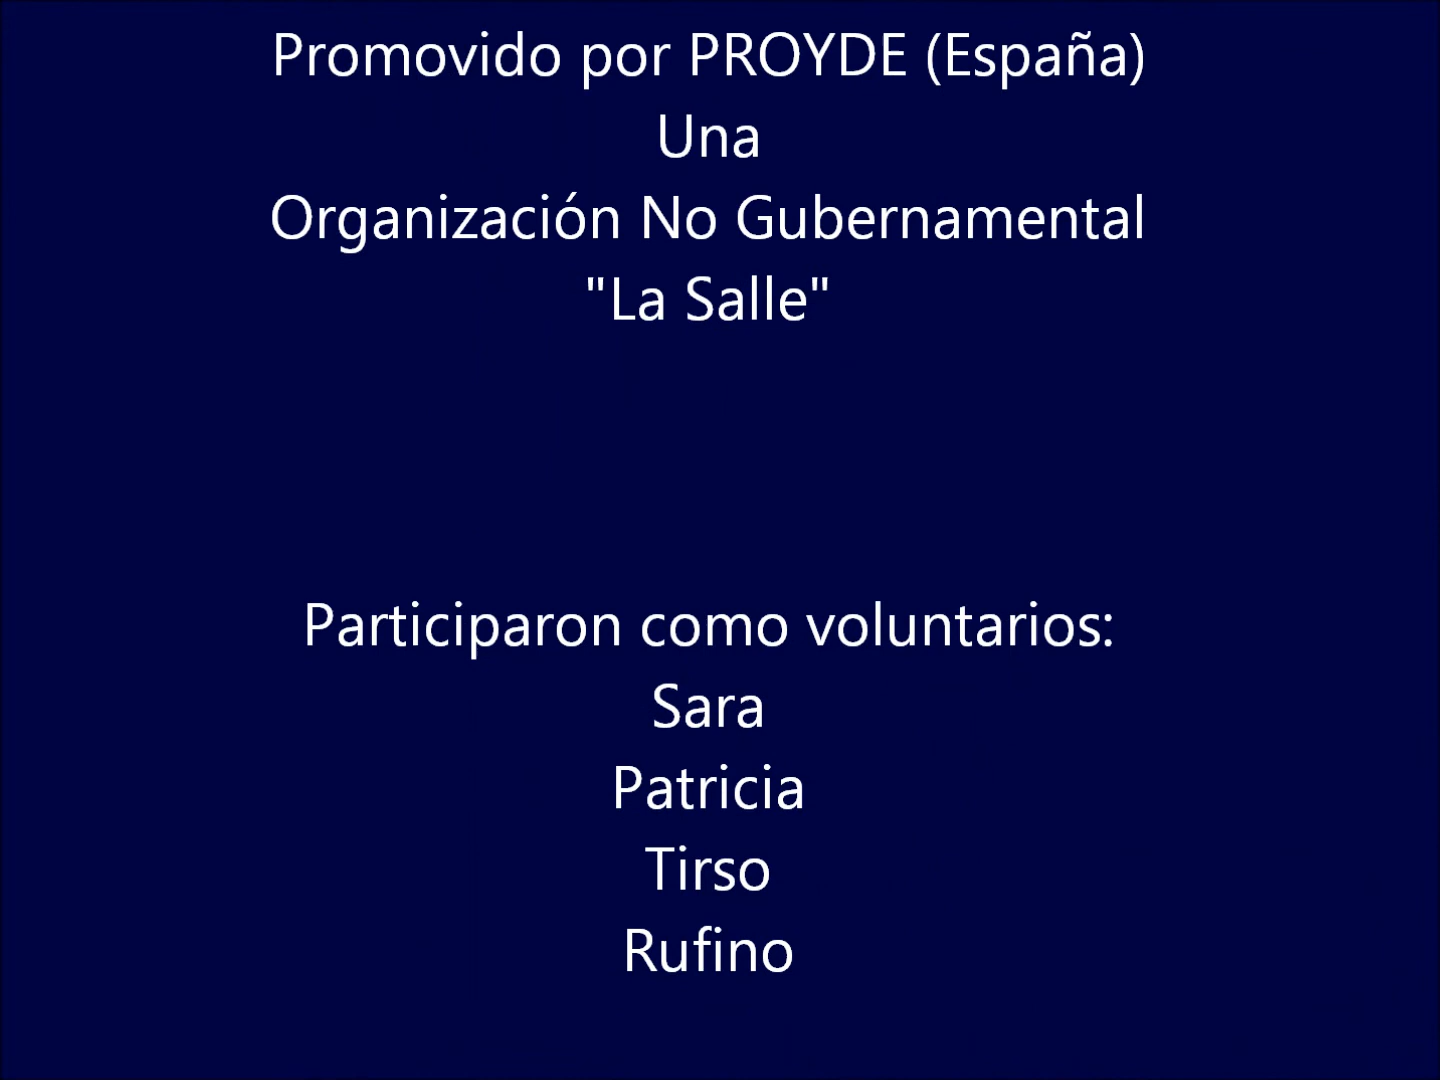 Promovido por PROYDE (España)
Una
Organización No Gubernamental
"La Salle"
Participaron como voluntarios:
Sara
Patricia
Tirso
Rufino